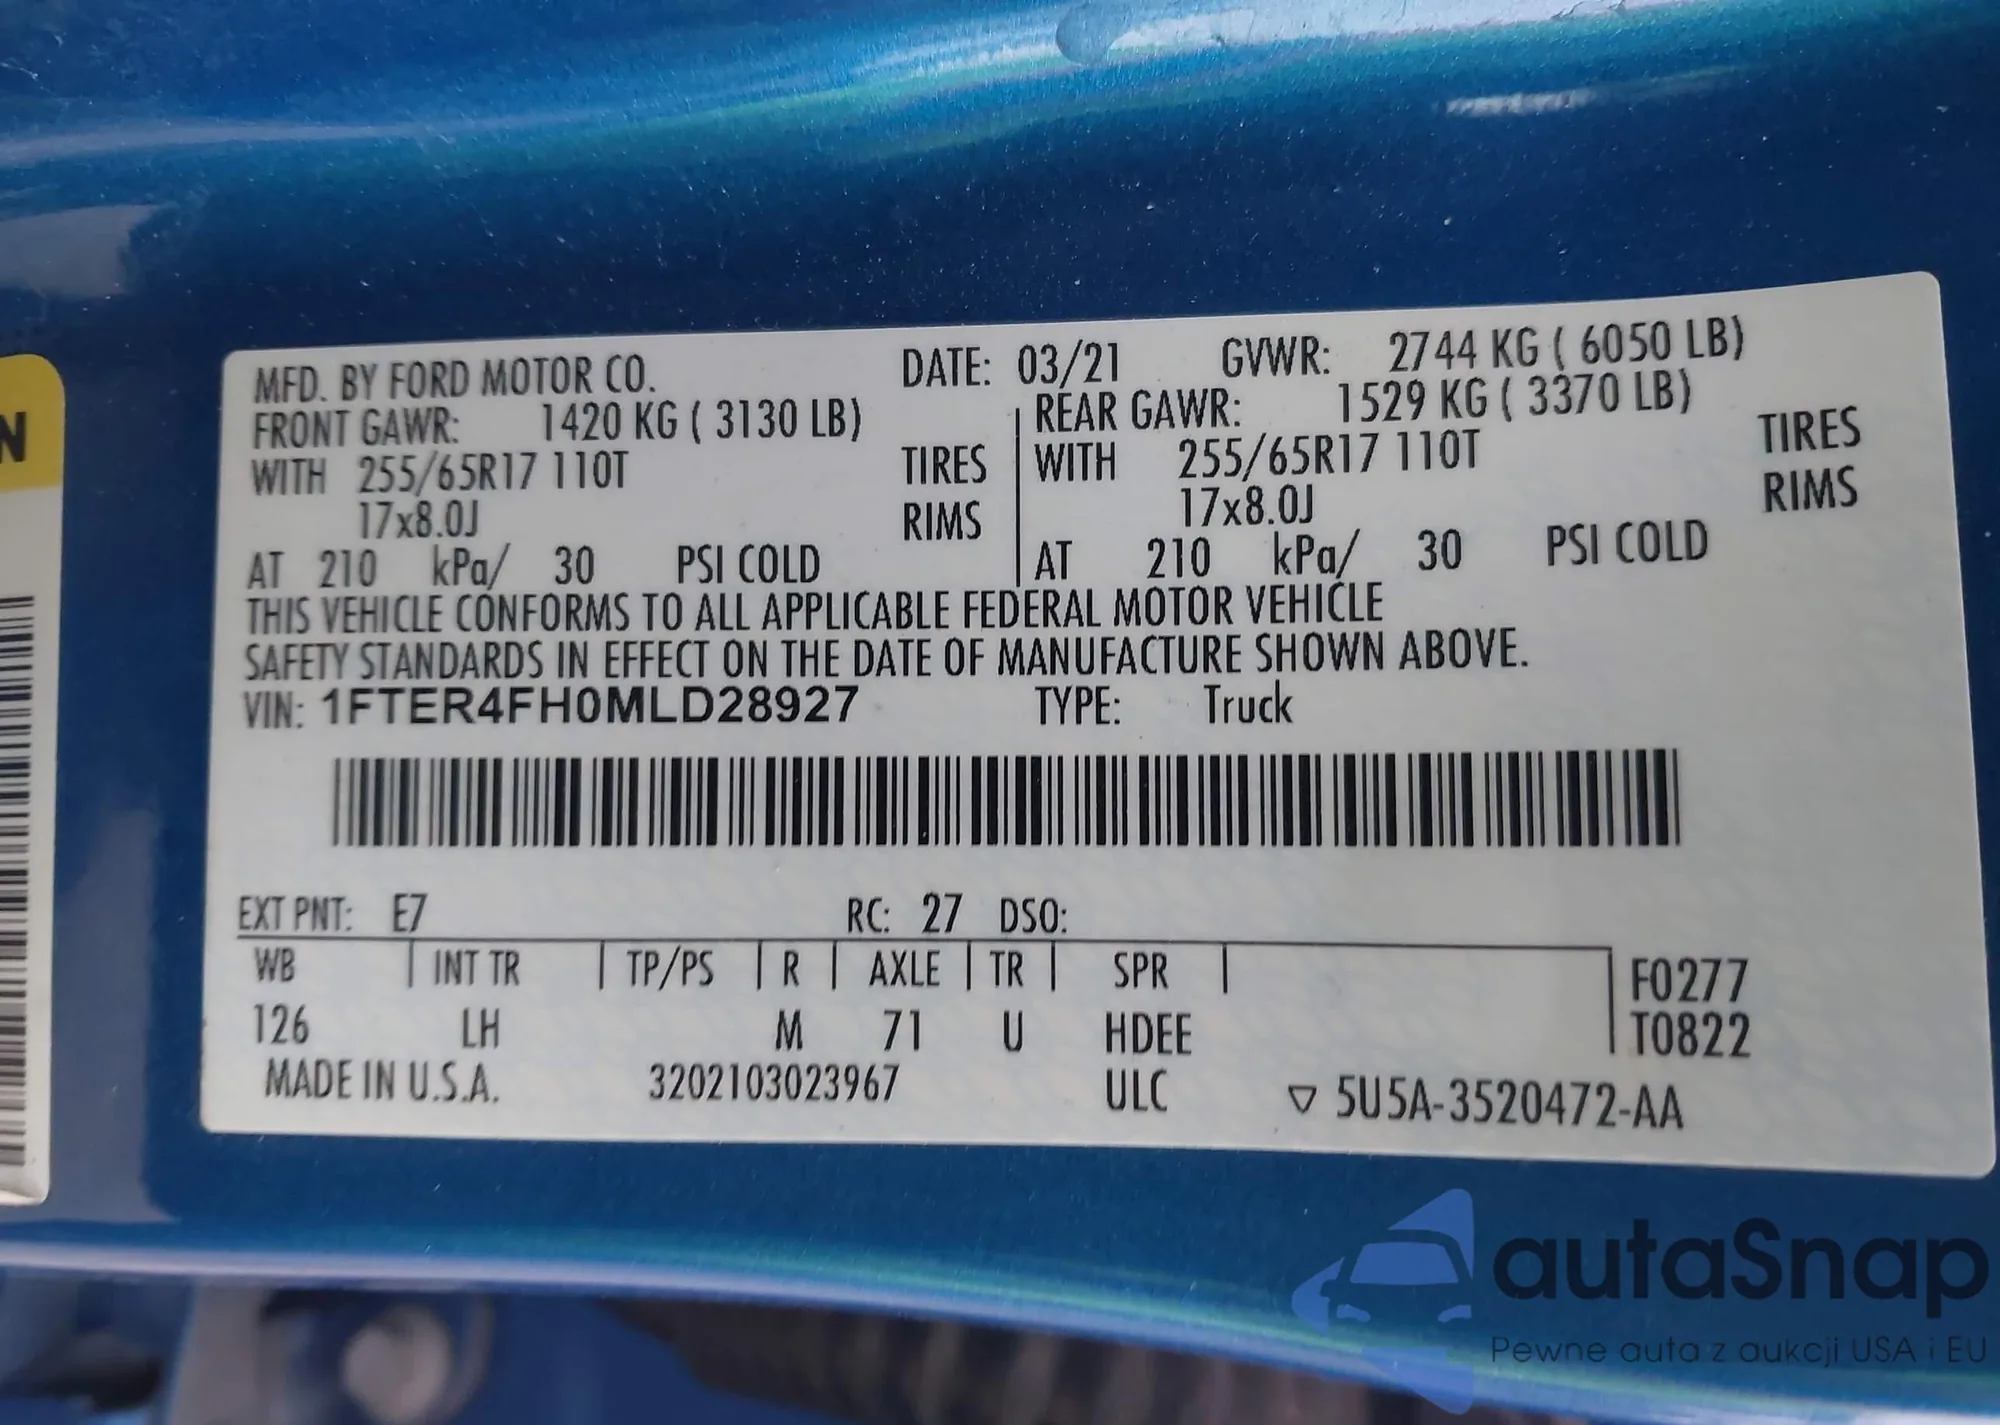 MFD. BY FORD MOTOR CO. DATE: 03/21 GVWR: 2744 KG ( 6050 LB)
FRONT GAWR: 1420 KG ( 3130 LB) REAR GAWR: 1529 KG ( 3370 LB)
WITH 255/65R17 110T TIRES WITH 255/65R17 110T TIRES
17x8.0J RIMS 17x8.0J RIMS
AT 210 kPa/ 30 PSI COLD AT 210 kPa/ 30 PSI COLD
THIS VEHICLE CONFORMS TO ALL APPLICABLE FEDERAL MOTOR VEHICLE
SAFETY STANDARDS IN EFFECT ON THE DATE OF MANUFACTURE SHOWN ABOVE.
VIN: 1FTER4FH0MLD28927 TYPE: Truck
EXT PNT: E7 RC: 27 DSO:
WB INT TR TP/PS R AXLE TR SPR F0277
126 LH M 71 U HDEE T0822
MADE IN U.S.A. 3202103023967 ULC ▽ 5U5A-3520472-AA
N
autaSnap
Pewne auta z aukcji USA i EU